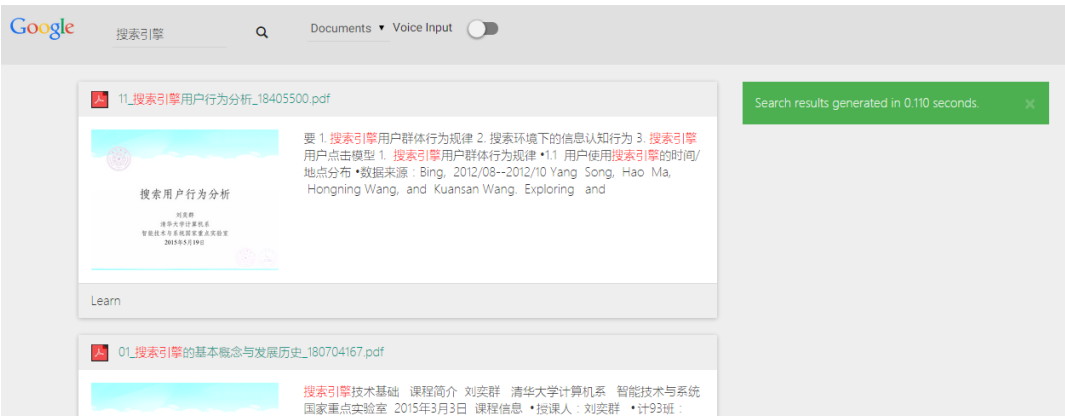 Google
搜索引擎
Documents
Voice Input
11_搜索引擎用户行为分析_18405500.pdf
Search results generated in 0.110 seconds.
×
要 1. 搜索引擎用户群体行为规律 2. 搜索环境下的信息认知行为 3. 搜索引擎
用户点击模型 1. 搜索引擎用户群体行为规律 •1.1 用户使用搜索引擎的时间/
地点分布 •数据来源：Bing, 2012/08--2012/10 Yang Song, Hao Ma,
Hongning Wang, and Kuansan Wang. Exploring and
搜索用户行为分析
刘奕群
清华大学计算机系
智能技术与系统国家重点实验室
2015年5月19日
Learn
01_搜索引擎的基本概念与发展历史_180704167.pdf
搜索引擎技术基础 课程简介 刘奕群 清华大学计算机系 智能技术与系统
国家重点实验室 2015年3月3日 课程信息 •授课人：刘奕群 •计93班：